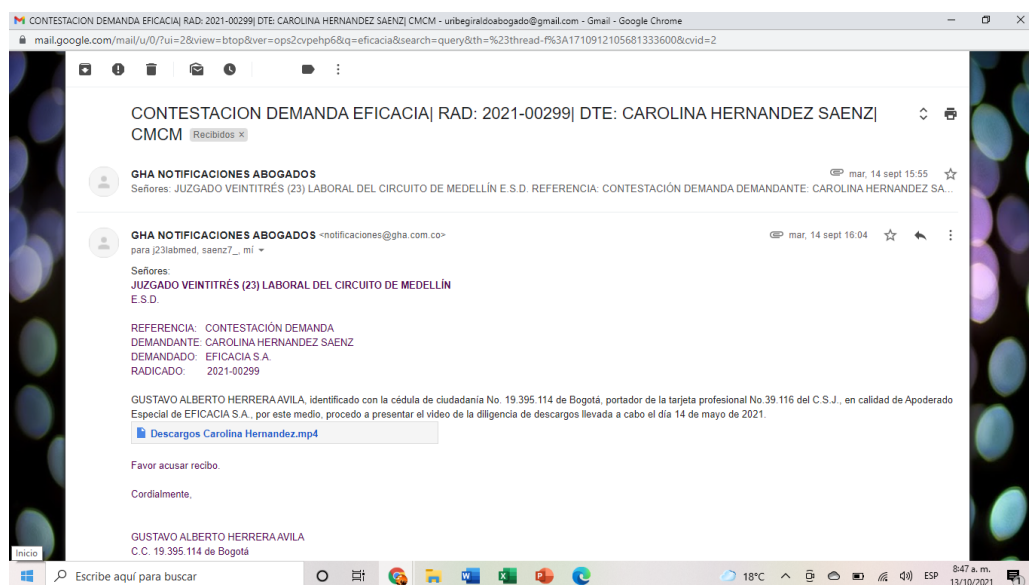 CONTESTACION DEMANDA EFICACIA| RAD: 2021-00299| DTE: CAROLINA HERNANDEZ SAENZ| CMCM - uribegiraldoabogado@gmail.com - Gmail - Google Chrome
mail.google.com/mail/u/0/?ui=2&view=btop&ver=ops2cvpehp6&q=eficacia&search=query&th=%23thread-f%3A1710912105681333600&cvid=2
CONTESTACION DEMANDA EFICACIA| RAD: 2021-00299| DTE: CAROLINA HERNANDEZ SAENZ|
CMCM Recibidos ×
GHA NOTIFICACIONES ABOGADOS mar, 14 sept 15:55
Señores: JUZGADO VEINTITRÉS (23) LABORAL DEL CIRCUITO DE MEDELLÍN E.S.D. REFERENCIA: CONTESTACIÓN DEMANDA DEMANDANTE: CAROLINA HERNANDEZ SA...
GHA NOTIFICACIONES ABOGADOS <notificaciones@gha.com.co> mar, 14 sept 16:04
para j23labmed, saenz7_, mí
Señores:
JUZGADO VEINTITRÉS (23) LABORAL DEL CIRCUITO DE MEDELLÍN
E.S.D.
REFERENCIA: CONTESTACIÓN DEMANDA
DEMANDANTE: CAROLINA HERNANDEZ SAENZ
DEMANDADO: EFICACIA S.A.
RADICADO: 2021-00299
GUSTAVO ALBERTO HERRERA AVILA, identificado con la cédula de ciudadanía No. 19.395.114 de Bogotá, portador de la tarjeta profesional No.39.116 del C.S.J., en calidad de Apoderado
Especial de EFICACIA S.A., por este medio, procedo a presentar el video de la diligencia de descargos llevada a cabo el día 14 de mayo de 2021.
Descargos Carolina Hernandez.mp4
Favor acusar recibo.
Cordialmente,
GUSTAVO ALBERTO HERRERA AVILA
C.C. 19.395.114 de Bogotá
Inicio
Escribe aquí para buscar
18°C
ESP
8:47 a. m.
13/10/2021